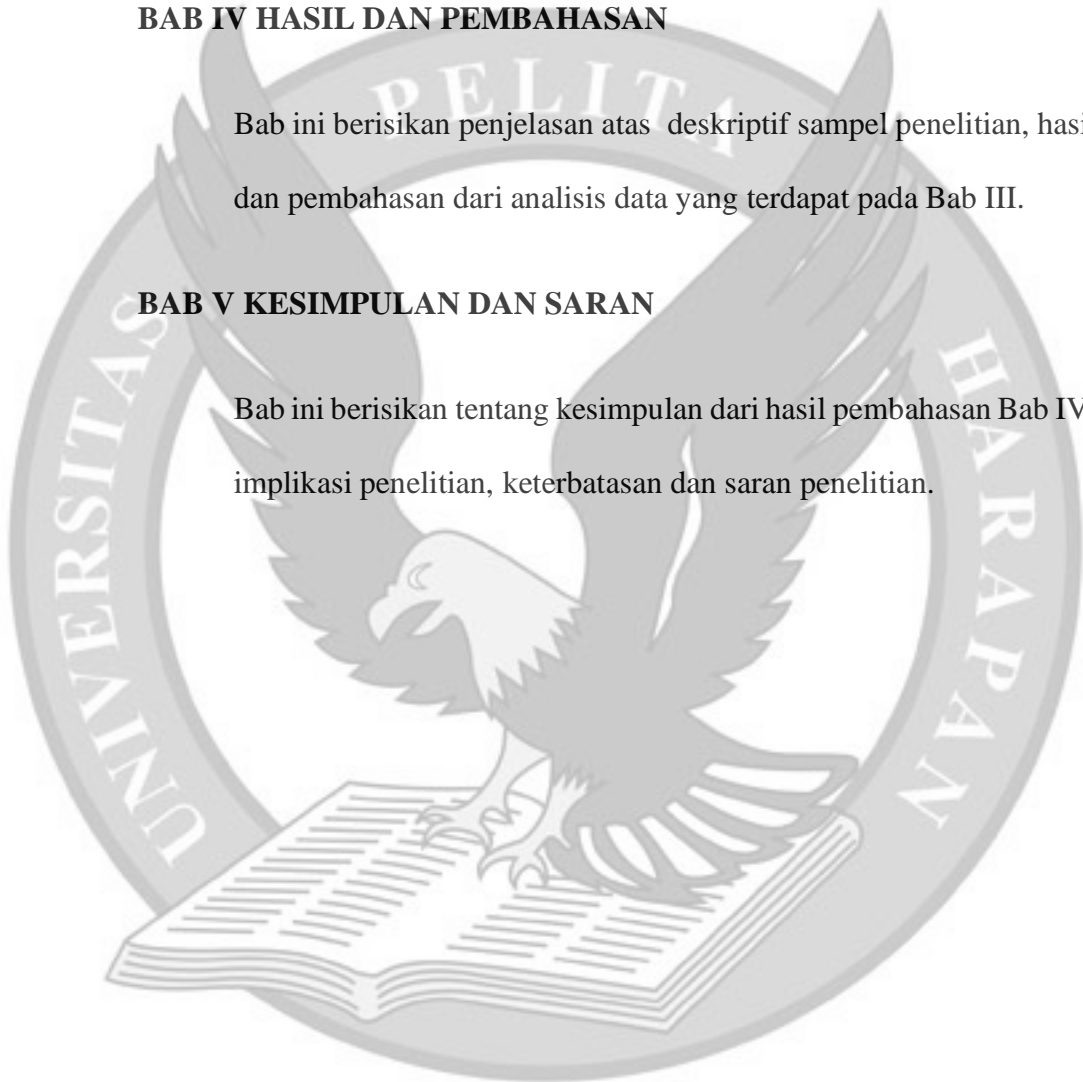 BAB IV HASIL DAN PEMBAHASAN
Bab ini berisikan penjelasan atas deskriptif sampel penelitian, hasi
dan pembahasan dari analisis data yang terdapat pada Bab III.
BAB V KESIMPULAN DAN SARAN
Bab ini berisikan tentang kesimpulan dari hasil pembahasan Bab IV
implikasi penelitian, keterbatasan dan saran penelitian.
UNIVERSITAS PELITA HARAPAN